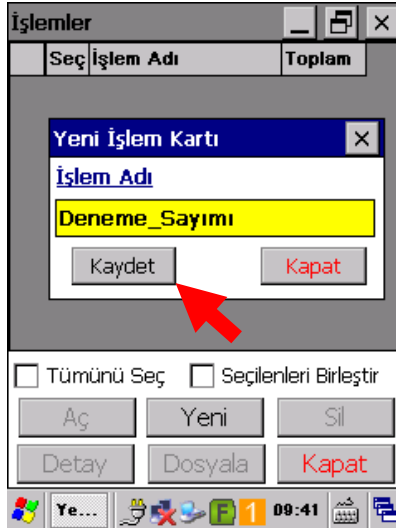 İşlemler
Seç İşlem Adı Toplam
Yeni İşlem Kartı
İşlem Adı
Deneme_Sayımı
Kaydet Kapat
Tümünü Seç Seçilenleri Birleştir
Aç Yeni Sil
Detay Dosyala Kapat
Ye... F 1 09:41